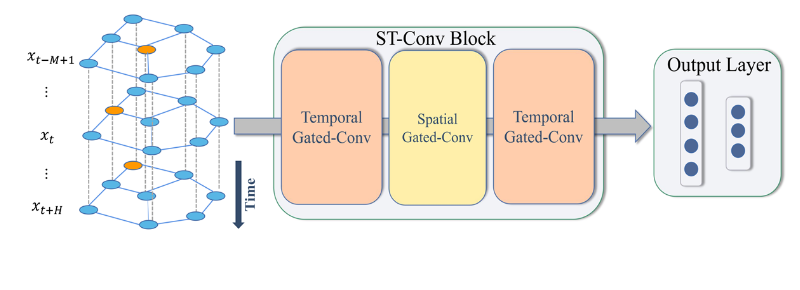 x_{t-M+1}
⋮
x_t
⋮
x_{t+H}
Time
ST-Conv Block
Temporal
Gated-Conv
Spatial
Gated-Conv
Temporal
Gated-Conv
Output Layer